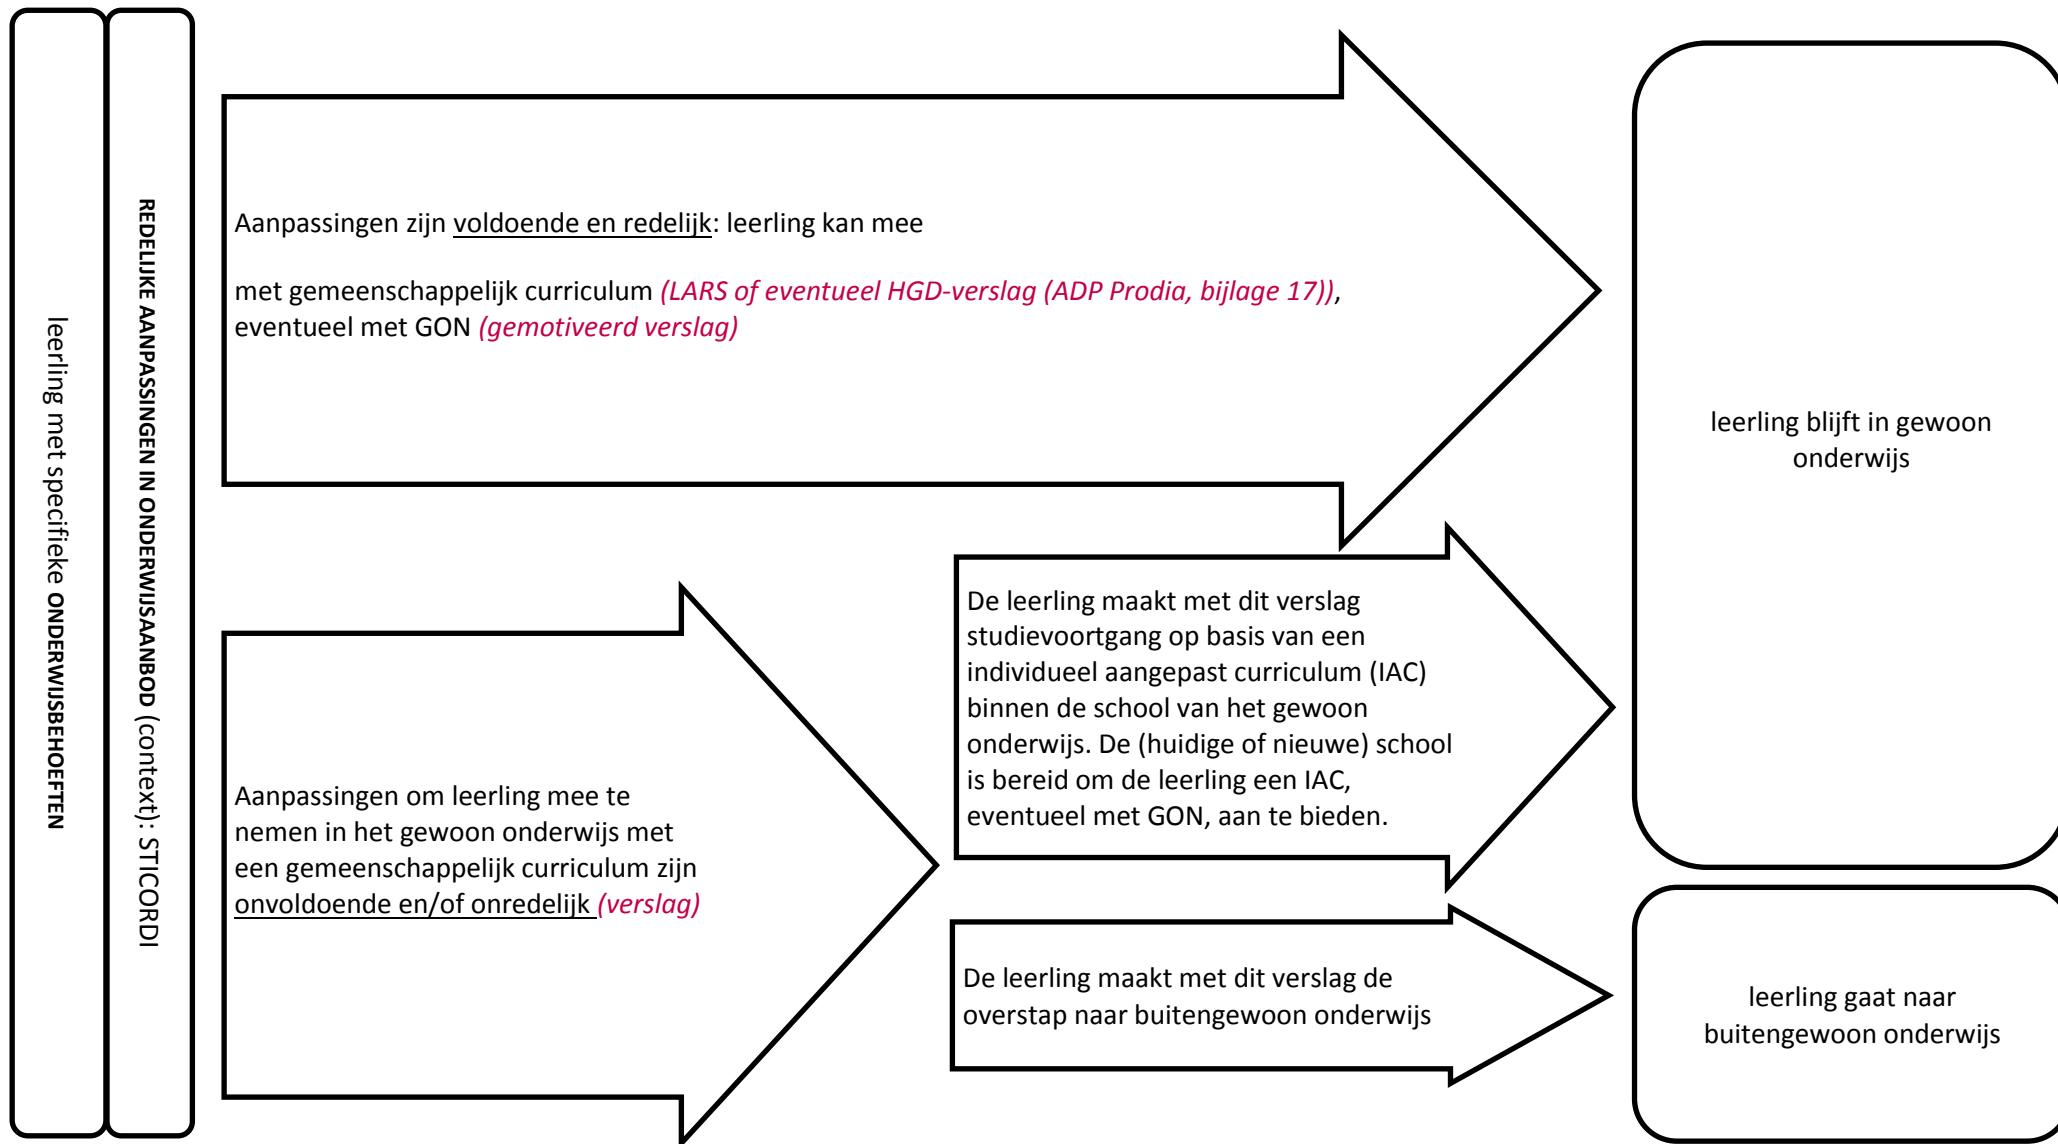 leerling met specifieke ONDERWIJSBEHOEFTEN
REDELIJKE AANPASSINGEN IN ONDERWIJSAANBOD (context): STICORDI
Aanpassingen zijn voldoende en redelijk: leerling kan mee
met gemeenschappelijk curriculum (LARS of eventueel HGD-verslag (ADP Prodia, bijlage 17)),
eventueel met GON (gemotiveerd verslag)
Aanpassingen om leerling mee te
nemen in het gewoon onderwijs met
een gemeenschappelijk curriculum zijn
onvoldoende en/of onredelijk (verslag)
De leerling maakt met dit verslag
studievoortgang op basis van een
individueel aangepast curriculum (IAC)
binnen de school van het gewoon
onderwijs. De (huidige of nieuwe) school
is bereid om de leerling een IAC,
eventueel met GON, aan te bieden.
De leerling maakt met dit verslag de
overstap naar buitengewoon onderwijs
leerling blijft in gewoon
onderwijs
leerling gaat naar
buitengewoon onderwijs